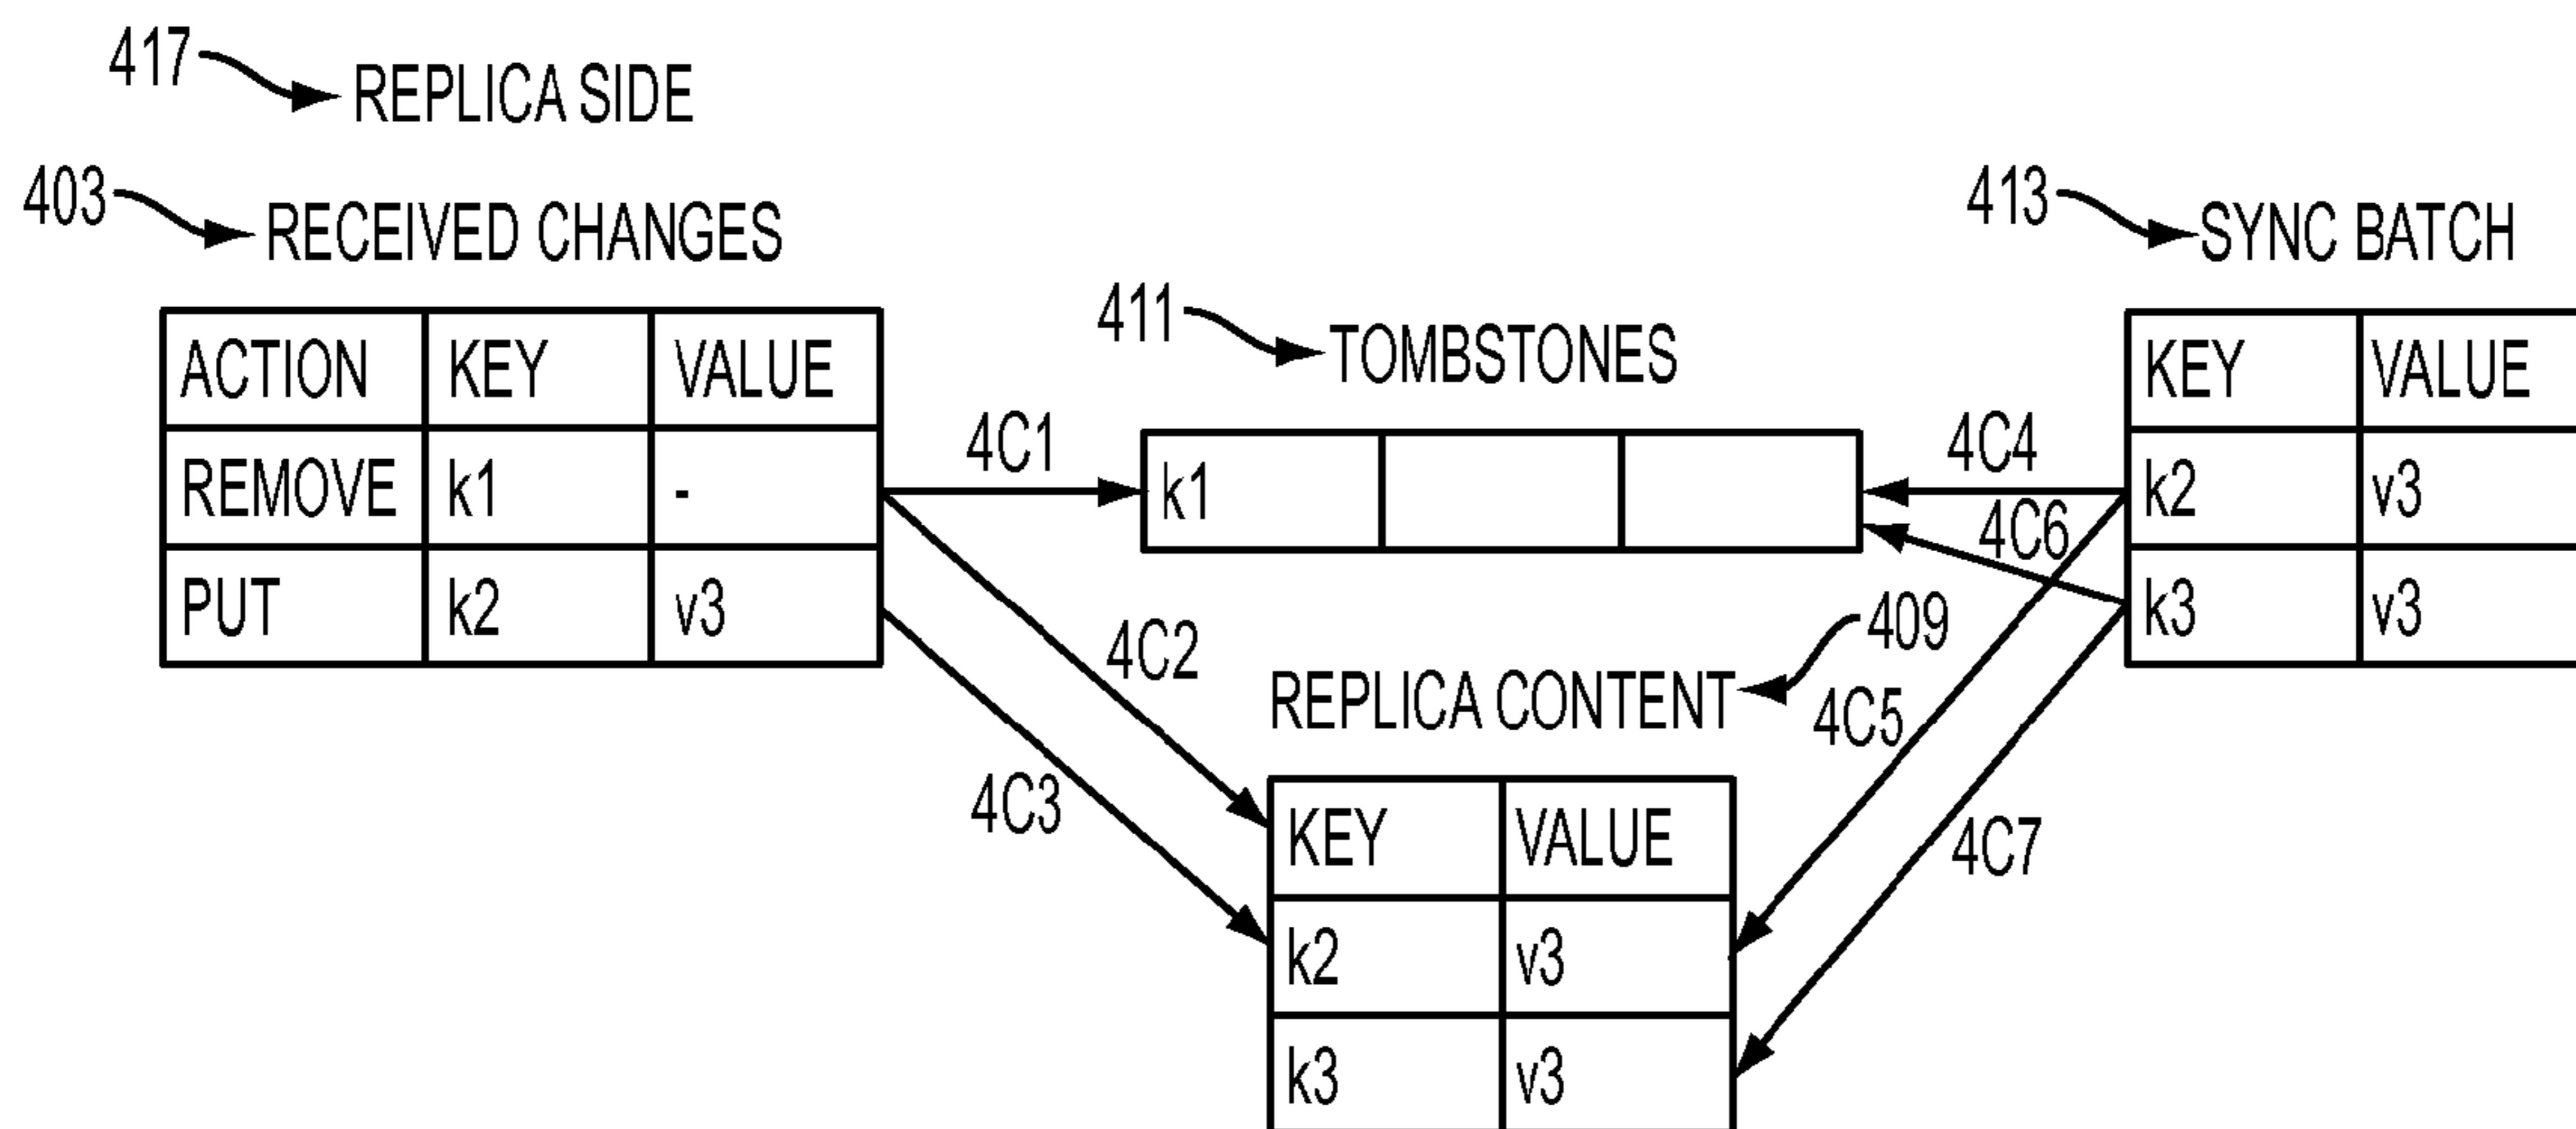 417 REPLICA SIDE
403 RECEIVED CHANGES
413 SYNC BATCH
411 TOMBSTONES
ACTION KEY VALUE
REMOVE k1 -
PUT k2 v3
4C1
k1
4C4
4C6
KEY VALUE
k2 v3
k3 v3
4C2
4C3
409
REPLICA CONTENT
4C5
4C7
KEY VALUE
k2 v3
k3 v3